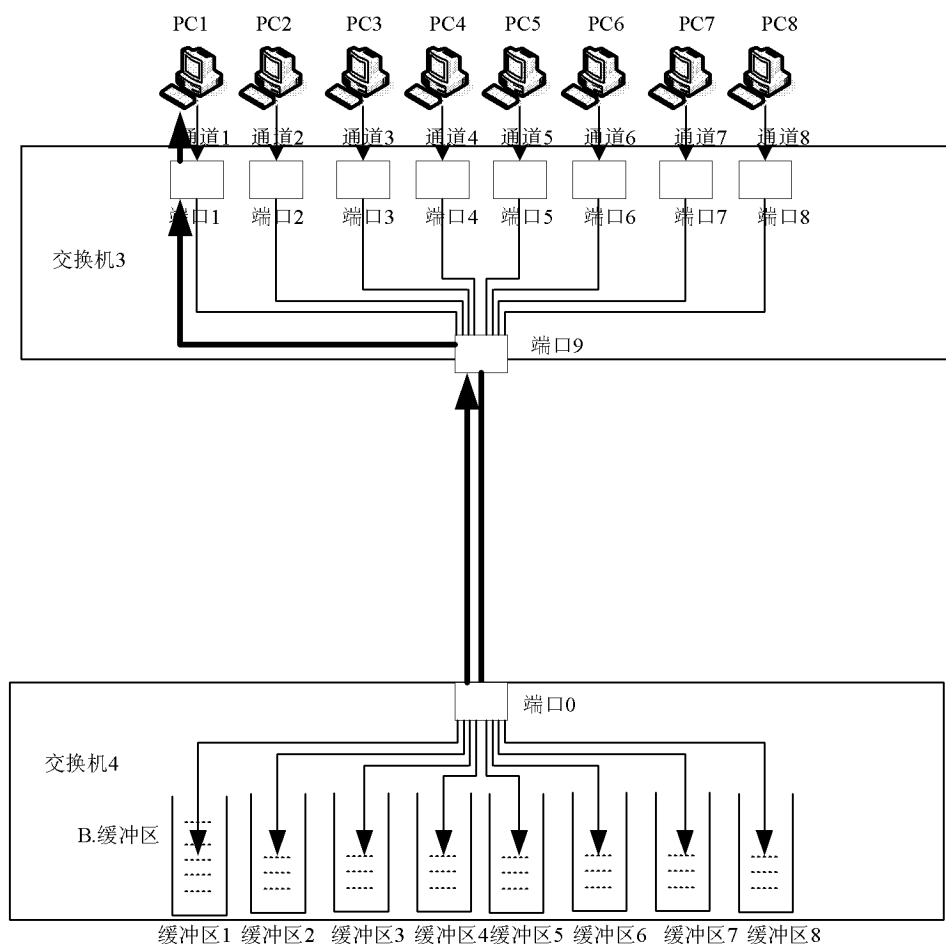 PC1 PC2 PC3 PC4 PC5 PC6 PC7 PC8
通道1 通道2 通道3 通道4 通道5 通道6 通道7 通道8
端口1 端口2 端口3 端口4 端口5 端口6 端口7 端口8
交换机3
端口9
端口0
交换机4
B.缓冲区
缓冲区1 缓冲区2 缓冲区3 缓冲区4 缓冲区5 缓冲区6 缓冲区7 缓冲区8